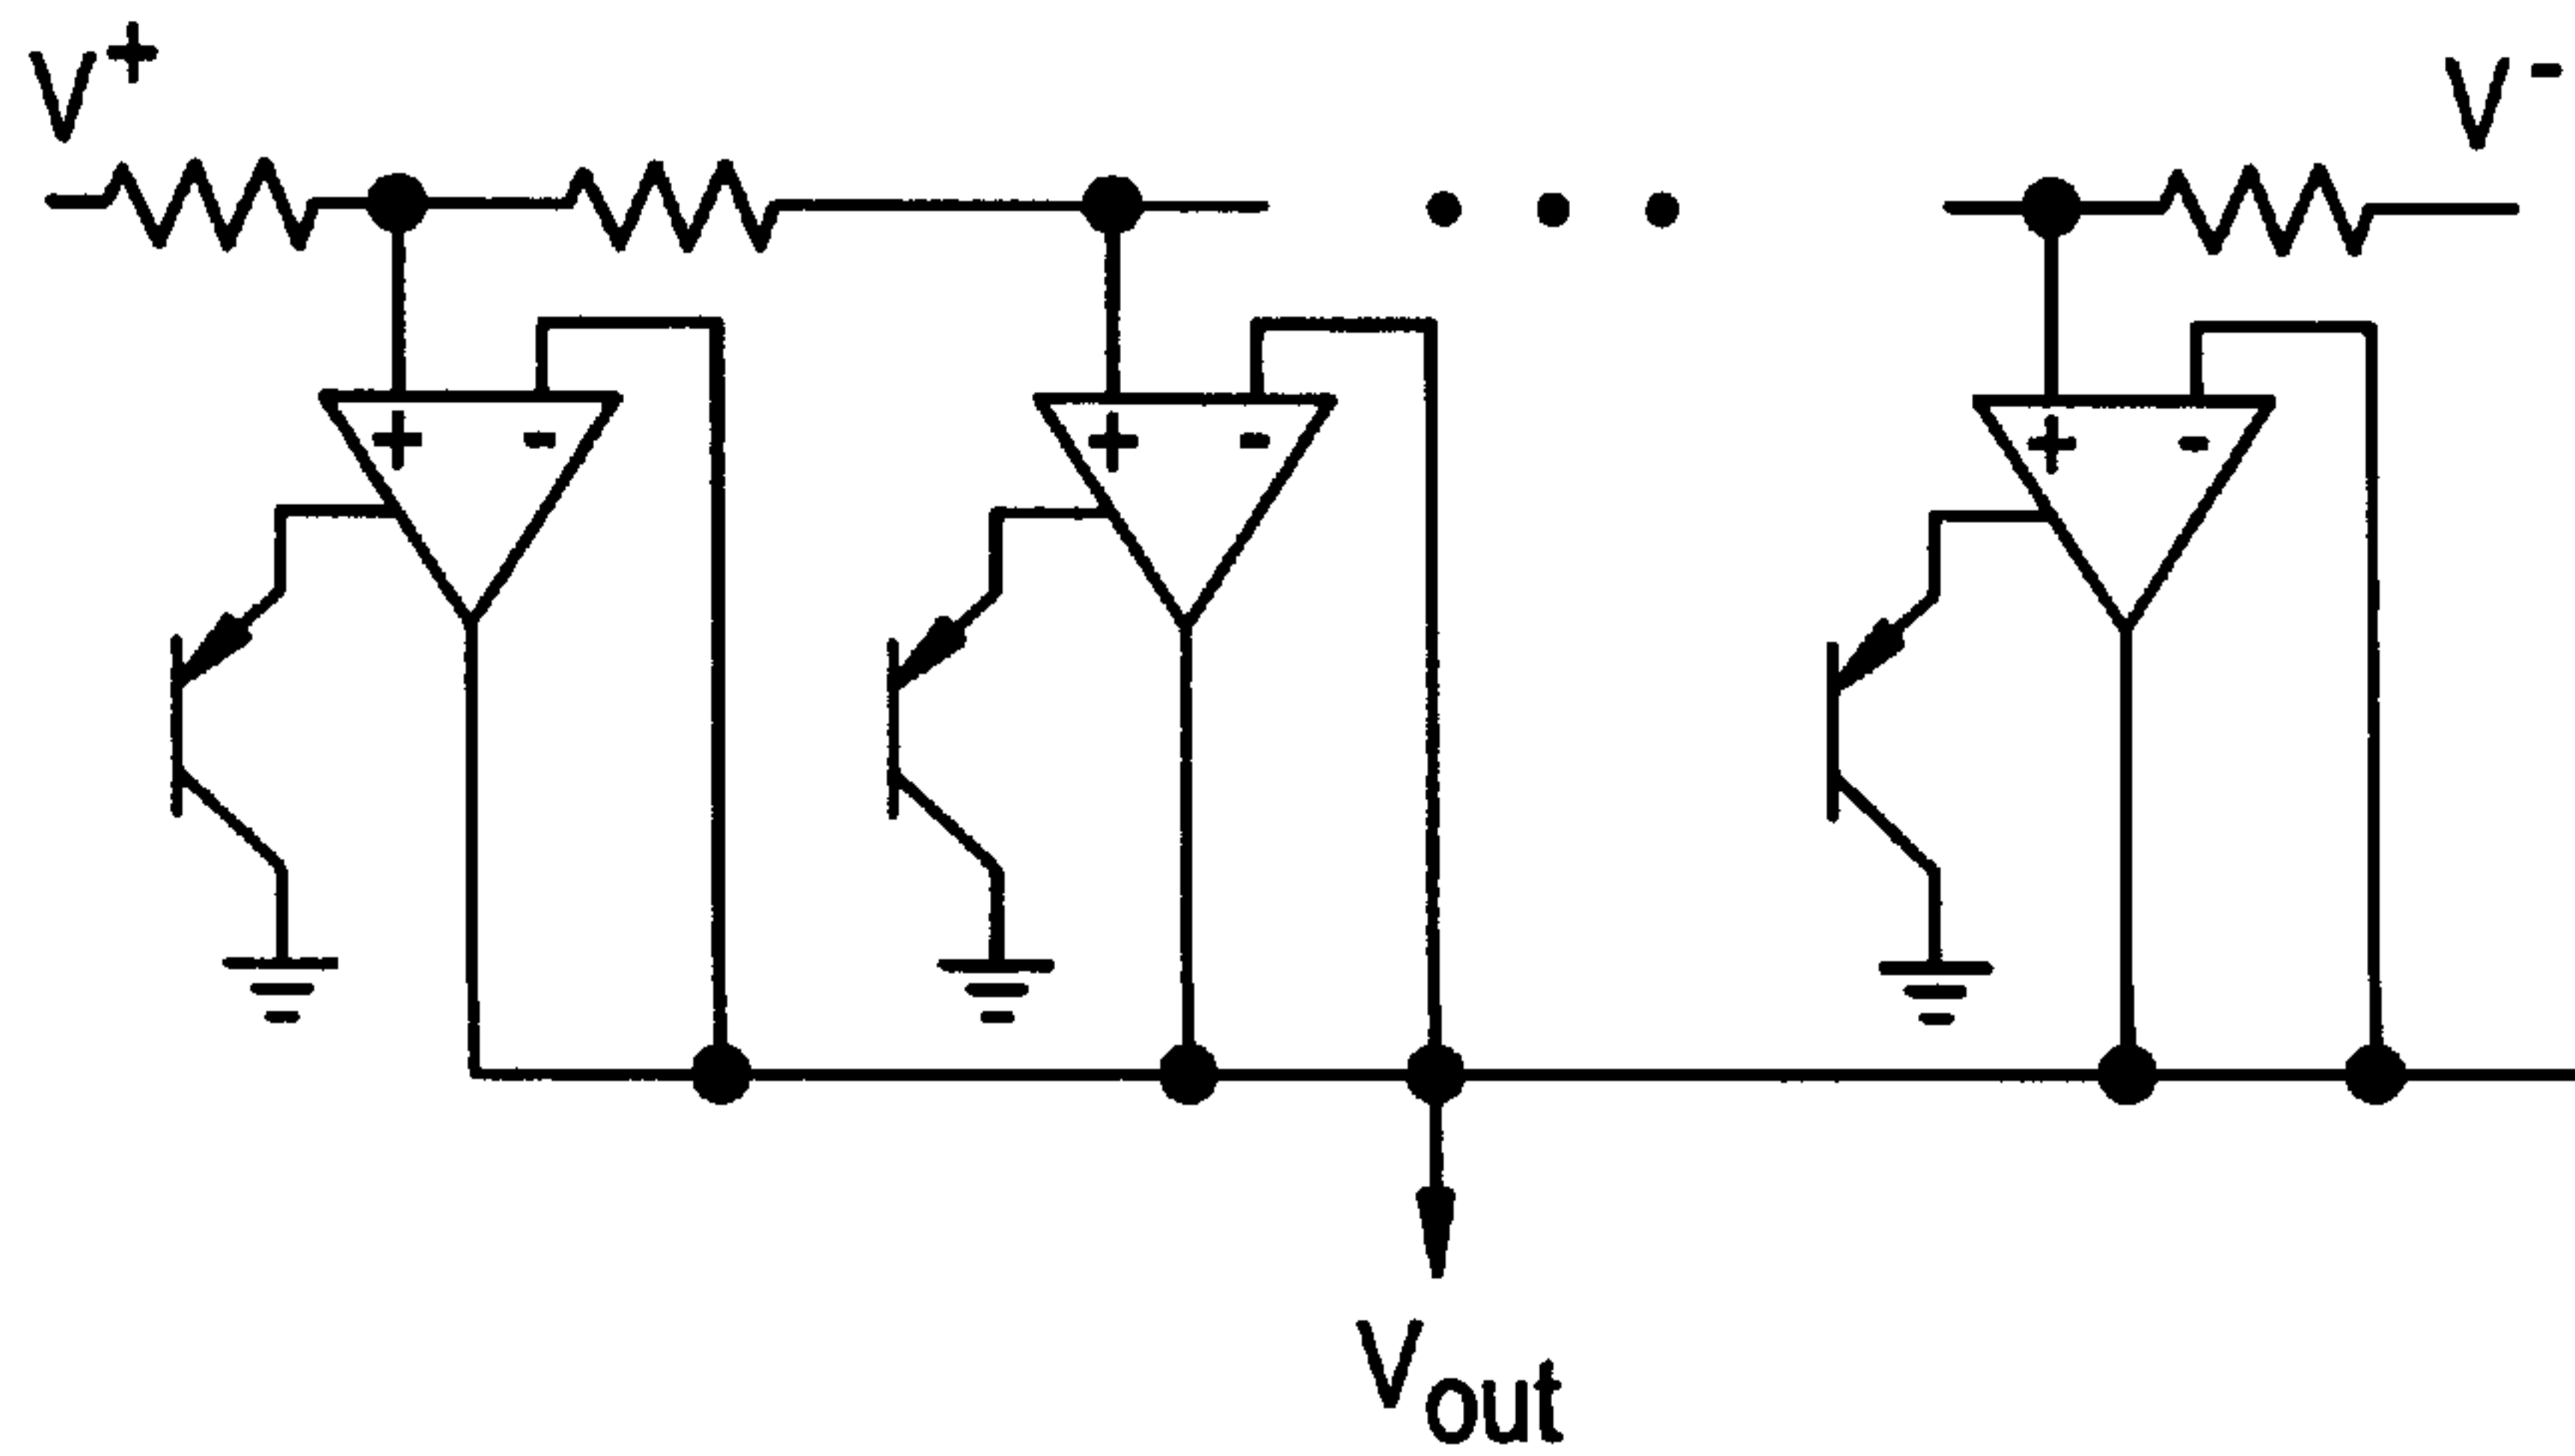 V+
V-
+ -
+ -
+ -
Vout